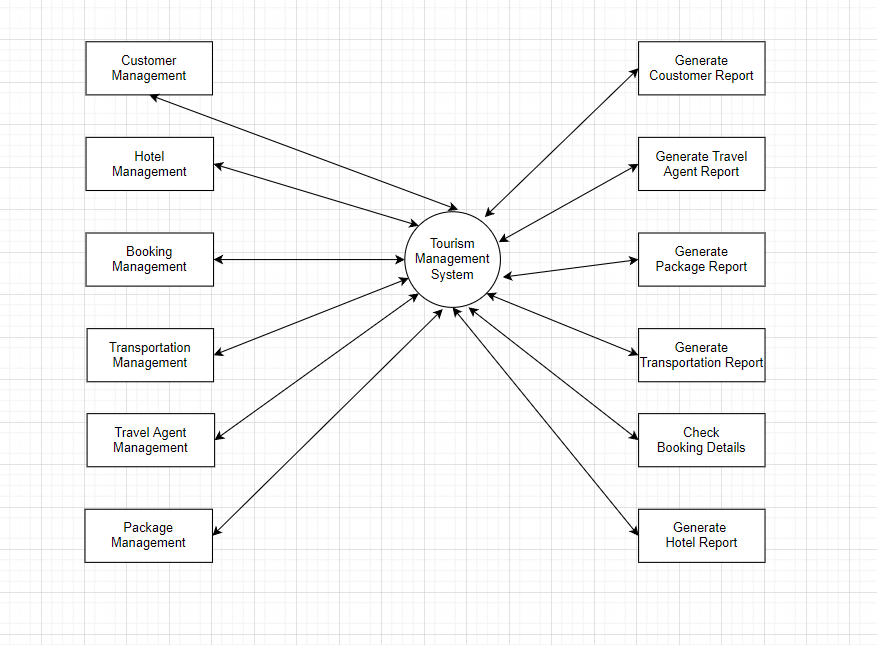 Customer
Management
Hotel
Management
Booking
Management
Transportation
Management
Travel Agent
Management
Package
Management
Tourism
Management
System
Generate
Coustomer Report
Generate Travel
Agent Report
Generate
Package Report
Generate
Transportation Report
Check
Booking Details
Generate
Hotel Report